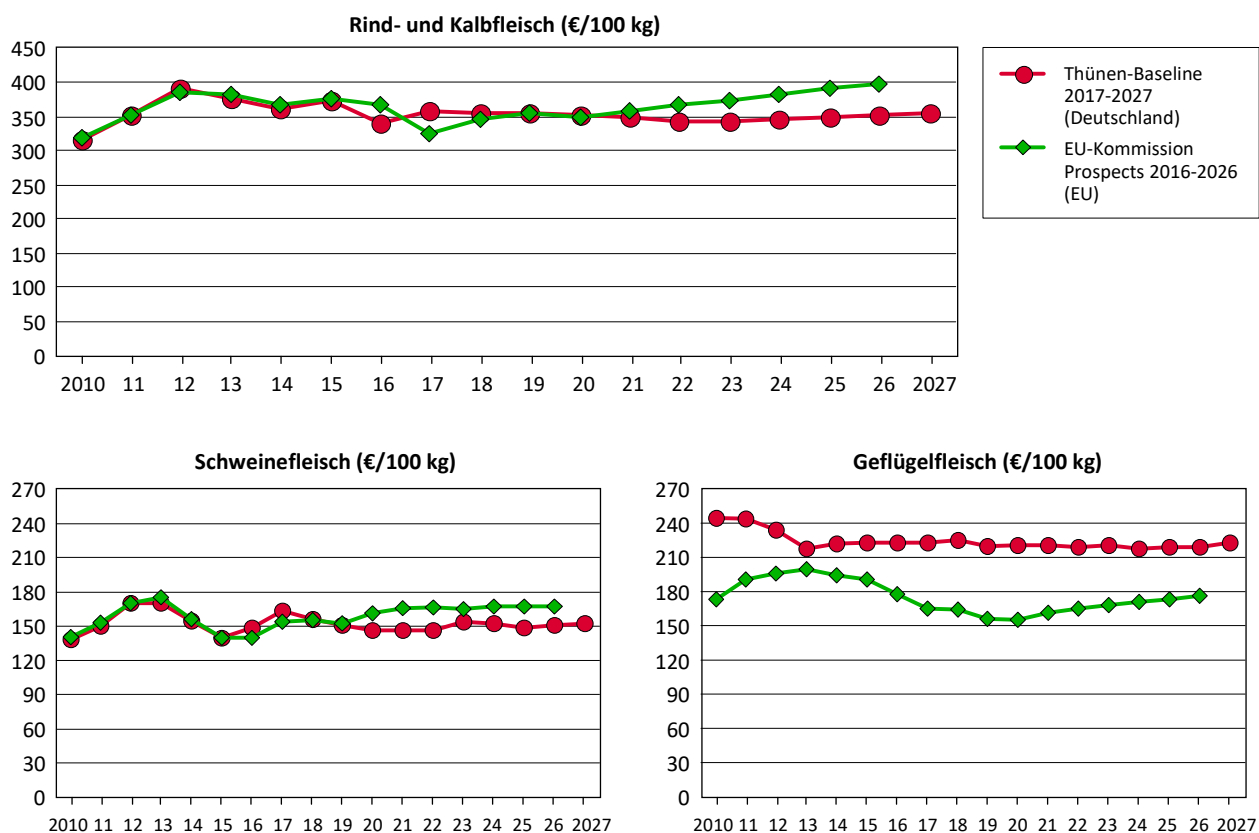 Rind- und Kalbfleisch (€/100 kg)
450
400
350
300
250
200
150
100
50
0
2010 11 12 13 14 15 16 17 18 19 20 21 22 23 24 25 26 2027
Thünen-Baseline
2017-2027
(Deutschland)
EU-Kommission
Prospects 2016-2026
(EU)
Schweinefleisch (€/100 kg)
270
240
210
180
150
120
90
60
30
0
2010 11 12 13 14 15 16 17 18 19 20 21 22 23 24 25 26 2027
Geflügelfleisch (€/100 kg)
270
240
210
180
150
120
90
60
30
0
2010 11 12 13 14 15 16 17 18 19 20 21 22 23 24 25 26 2027